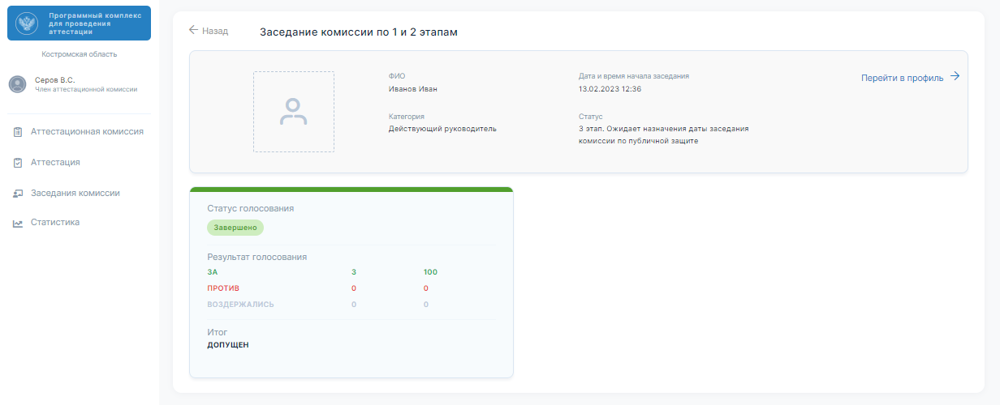 Программный комплекс
для проведения
аттестации
Костромская область
Серов В.С.
Член аттестационной комиссии
Аттестационная комиссия
Аттестация
Заседания комиссии
Статистика
Назад
Заседание комиссии по 1 и 2 этапам
ФИО
Иванов Иван
Категория
Действующий руководитель
Дата и время начала заседания
13.02.2023 12:36
Статус
3 этап. Ожидает назначения даты заседания
комиссии по публичной защите
Перейти в профиль
Статус голосования
Завершено
Результат голосования
ЗА 3 100
ПРОТИВ 0 0
ВОЗДЕРЖАЛИСЬ 0 0
Итог
ДОПУЩЕН